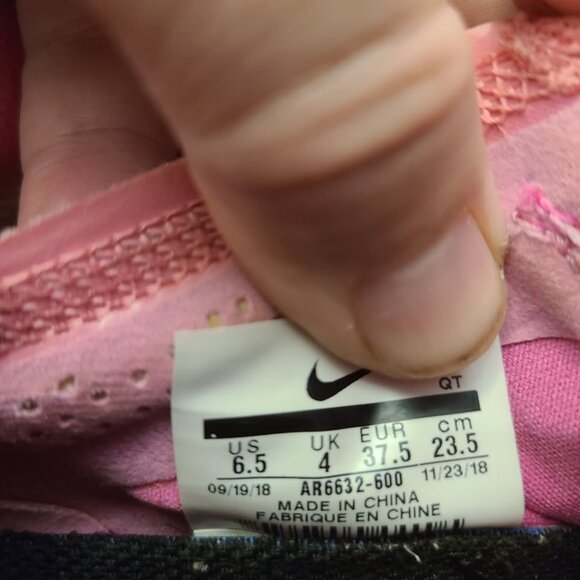 QT
US UK EUR cm
6.5 4 37.5 23.5
09/19/18 AR6632-600 11/23/18
MADE IN CHINA
FABRIQUE EN CHINE